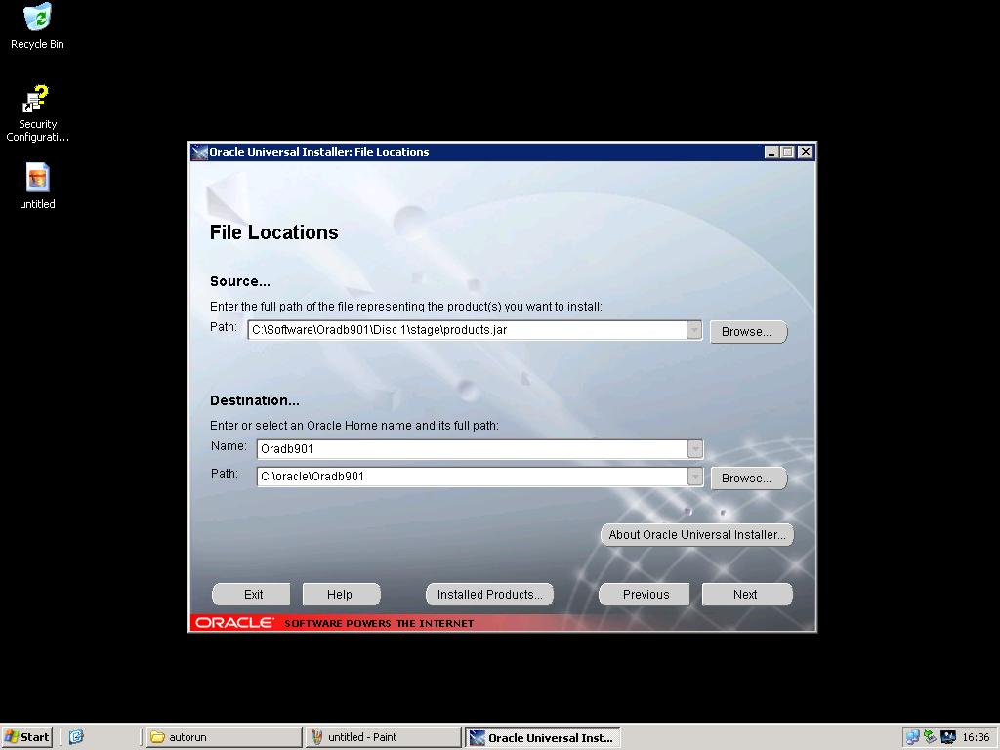 Recycle Bin
Security
Configurati...
untitled
Oracle Universal Installer: File Locations
File Locations
Source...
Enter the full path of the file representing the product(s) you want to install:
Path: C:\Software\Oradb901\Disc 1\stage\products.jar Browse...
Destination...
Enter or select an Oracle Home name and its full path:
Name: Oradb901
Path: C:\oracle\Oradb901 Browse...
About Oracle Universal Installer...
Exit Help Installed Products... Previous Next
ORACLE SOFTWARE POWERS THE INTERNET
Start autorun untitled - Paint Oracle Universal Inst... 16:36